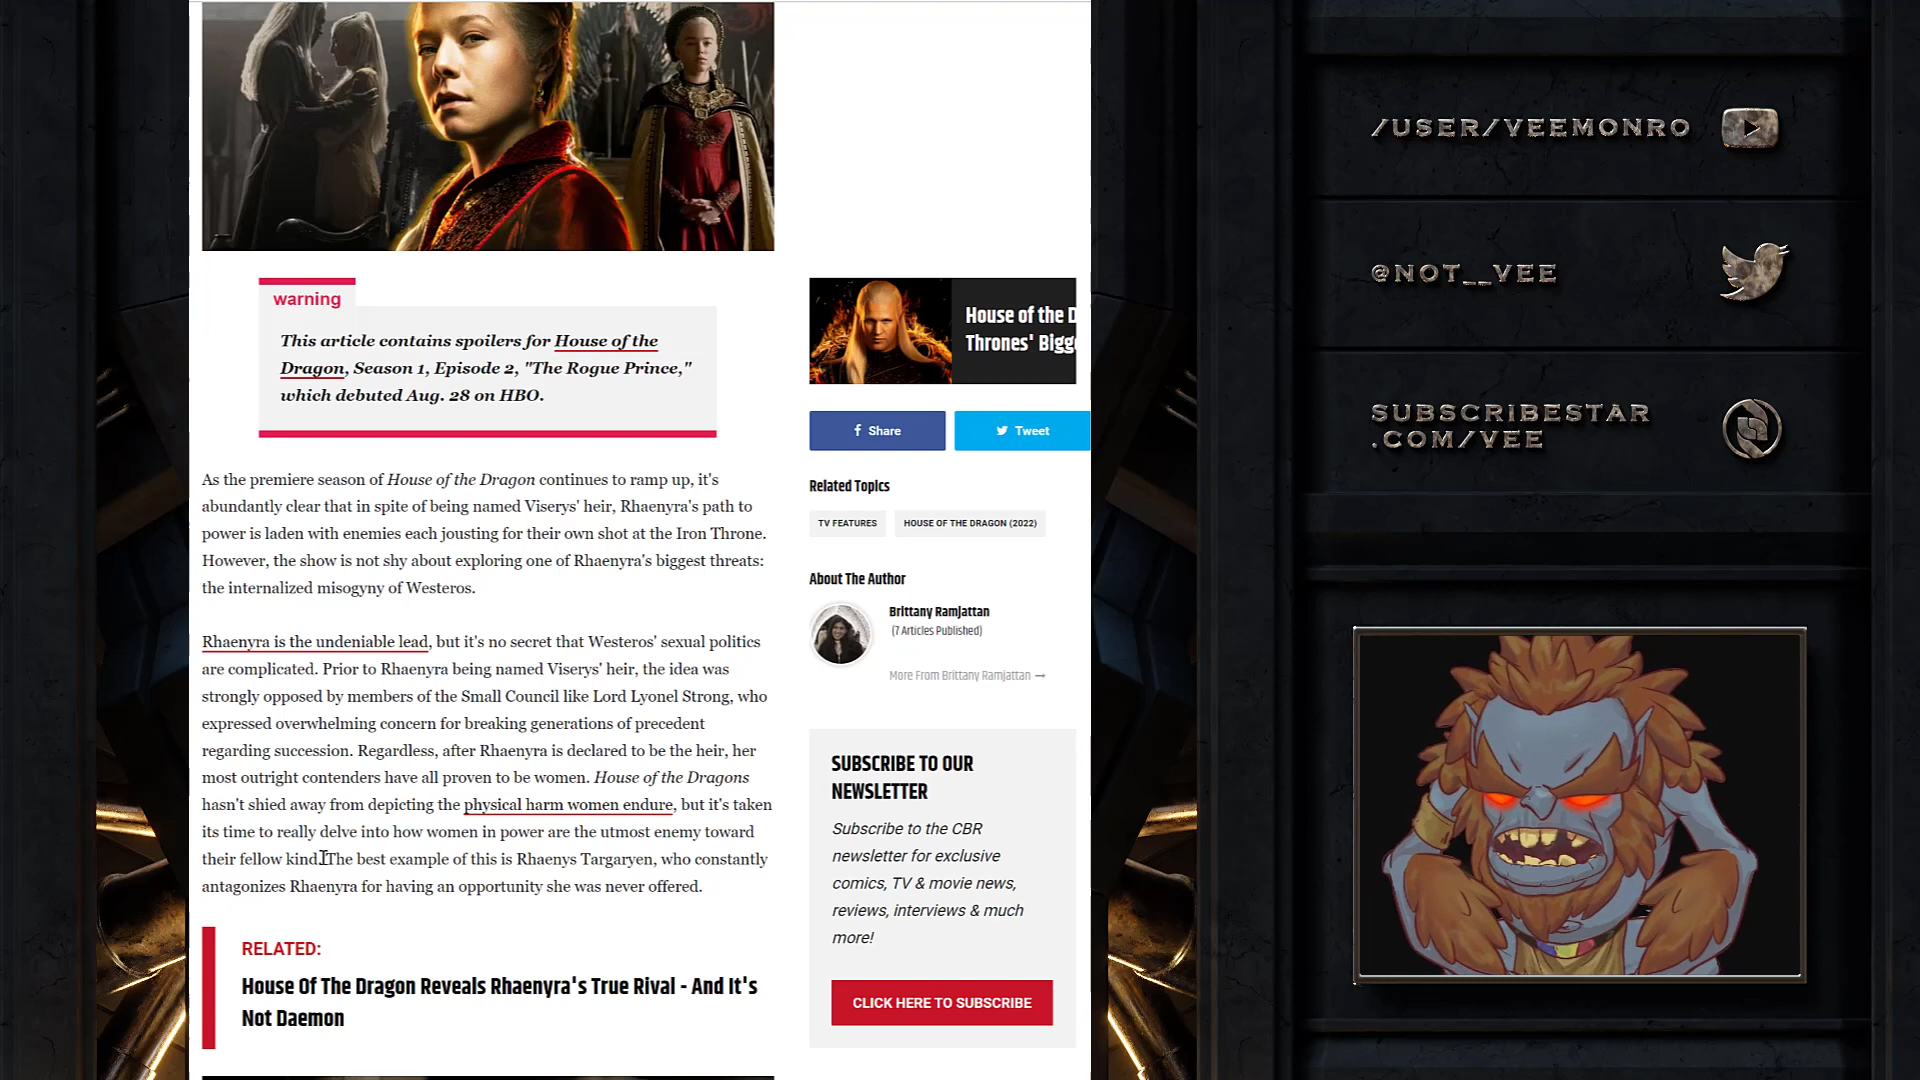 warning
This article contains spoilers for House of the
Dragon, Season 1, Episode 2, "The Rogue Prince,"
which debuted Aug. 28 on HBO.
As the premiere season of House of the Dragon continues to ramp up, it's
abundantly clear that in spite of being named Viserys' heir, Rhaenyra's path to
power is laden with enemies each jousting for their own shot at the Iron Throne.
However, the show is not shy about exploring one of Rhaenyra's biggest threats:
the internalized misogyny of Westeros.
Rhaenyra is the undeniable lead, but it's no secret that Westeros' sexual politics
are complicated. Prior to Rhaenyra being named Viserys' heir, the idea was
strongly opposed by members of the Small Council like Lord Lyonel Strong, who
expressed overwhelming concern for breaking generations of precedent
regarding succession. Regardless, after Rhaenyra is declared to be the heir, her
most outright contenders have all proven to be women. House of the Dragons
hasn't shied away from depicting the physical harm women endure, but it's taken
its time to really delve into how women in power are the utmost enemy toward
their fellow kind. The best example of this is Rhaenys Targaryen, who constantly
antagonizes Rhaenyra for having an opportunity she was never offered.
RELATED:
House Of The Dragon Reveals Rhaenyra's True Rival - And It's
Not Daemon
House of the D
Thrones' Bigg
Share
Tweet
Related Topics
TV FEATURES
HOUSE OF THE DRAGON (2022)
About The Author
Brittany Ramjattan
(7 Articles Published)
More From Brittany Ramjattan →
SUBSCRIBE TO OUR
NEWSLETTER
Subscribe to the CBR
newsletter for exclusive
comics, TV & movie news,
reviews, interviews & much
more!
CLICK HERE TO SUBSCRIBE
/USER/VEEMONRO
@NOT__VEE
SUBSCRIBESTAR
.COM/VEE